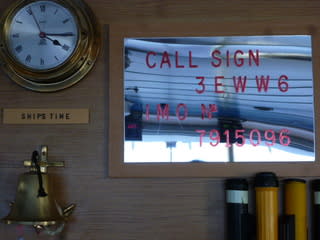 CALL SIGN
3EWW6
IMO Nº
7915096
SHIPS TIME